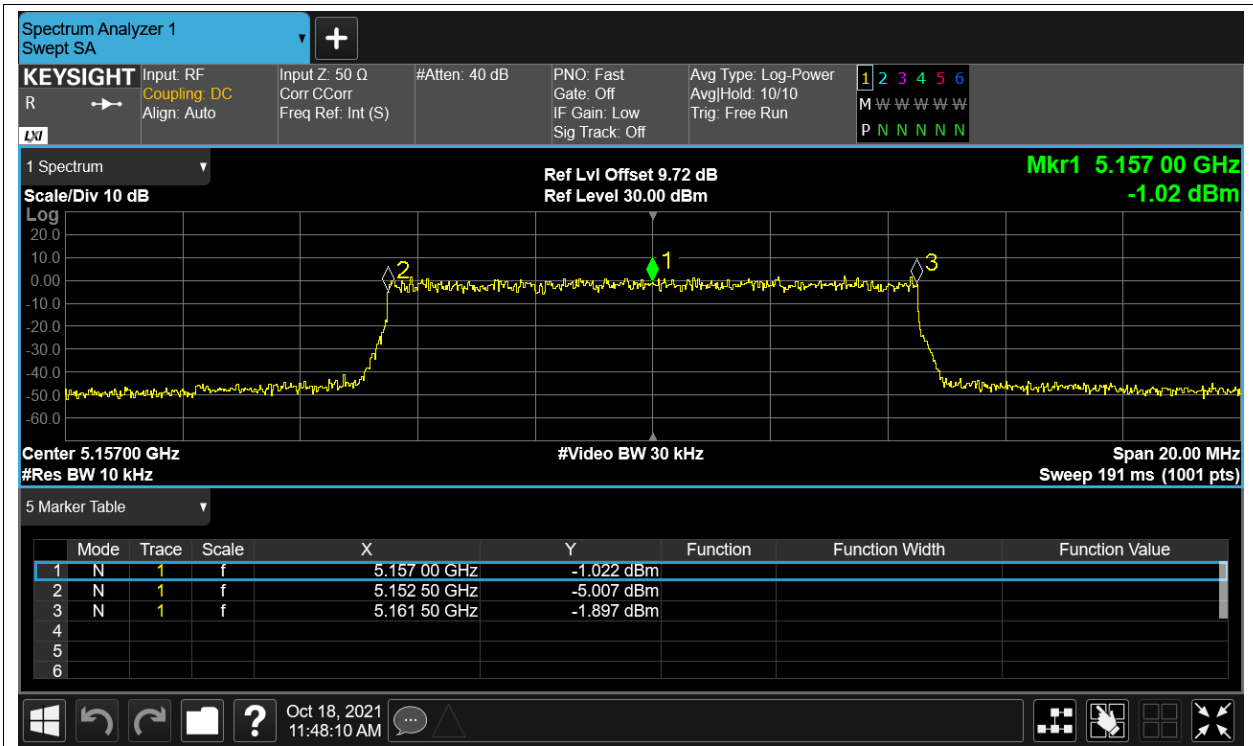 Spectrum Analyzer 1
Swept SA
KEYSIGHT
R
LXI
Input: RF
Coupling: DC
Align: Auto
Input Z: 50 Ω
Corr CCorr
Freq Ref: Int (S)
#Atten: 40 dB
PNO: Fast
Gate: Off
IF Gain: Low
Sig Track: Off
Avg Type: Log-Power
Avg|Hold: 10/10
Trig: Free Run
1 2 3 4 5 6
M W W W W W
P N N N N N
1 Spectrum
Scale/Div 10 dB
Ref Lvl Offset 9.72 dB
Ref Level 30.00 dBm
Mkr1 5.157 00 GHz
-1.02 dBm
Log
20.0
10.0
0.00
-10.0
-20.0
-30.0
-40.0
-50.0
-60.0
2
1
3
Center 5.15700 GHz
#Res BW 10 kHz
#Video BW 30 kHz
Span 20.00 MHz
Sweep 191 ms (1001 pts)
5 Marker Table
Mode Trace Scale X Y Function Function Width Function Value
1 N 1 f 5.157 00 GHz -1.022 dBm
2 N 1 f 5.152 50 GHz -5.007 dBm
3 N 1 f 5.161 50 GHz -1.897 dBm
4
5
6
?
Oct 18, 2021
11:48:10 AM